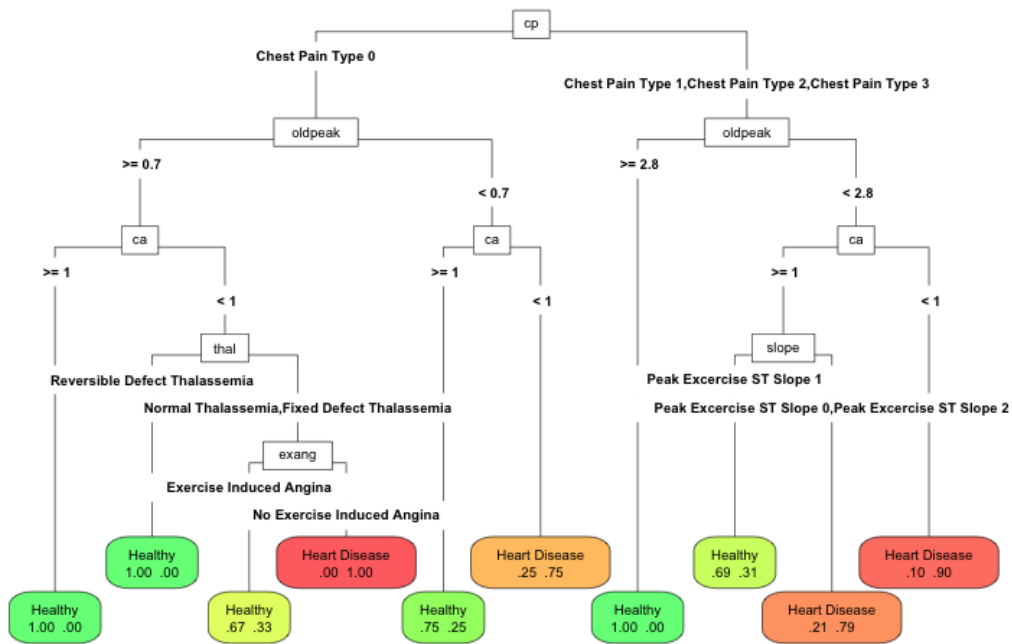 cp
Chest Pain Type 0
Chest Pain Type 1,Chest Pain Type 2,Chest Pain Type 3
oldpeak
oldpeak
>= 0.7
>= 2.8
< 0.7
< 2.8
ca
ca
ca
>= 1
>= 1
>= 1
< 1
< 1
< 1
thal
slope
Reversible Defect Thalassemia
Peak Excercise ST Slope 1
Normal Thalassemia,Fixed Defect Thalassemia
Peak Excercise ST Slope 0,Peak Excercise ST Slope 2
exang
Exercise Induced Angina
No Exercise Induced Angina
Healthy
1.00 .00
Heart Disease
.00 1.00
Heart Disease
.25 .75
Healthy
.69 .31
Heart Disease
.10 .90
Healthy
1.00 .00
Healthy
.67 .33
Healthy
.75 .25
Healthy
1.00 .00
Heart Disease
.21 .79